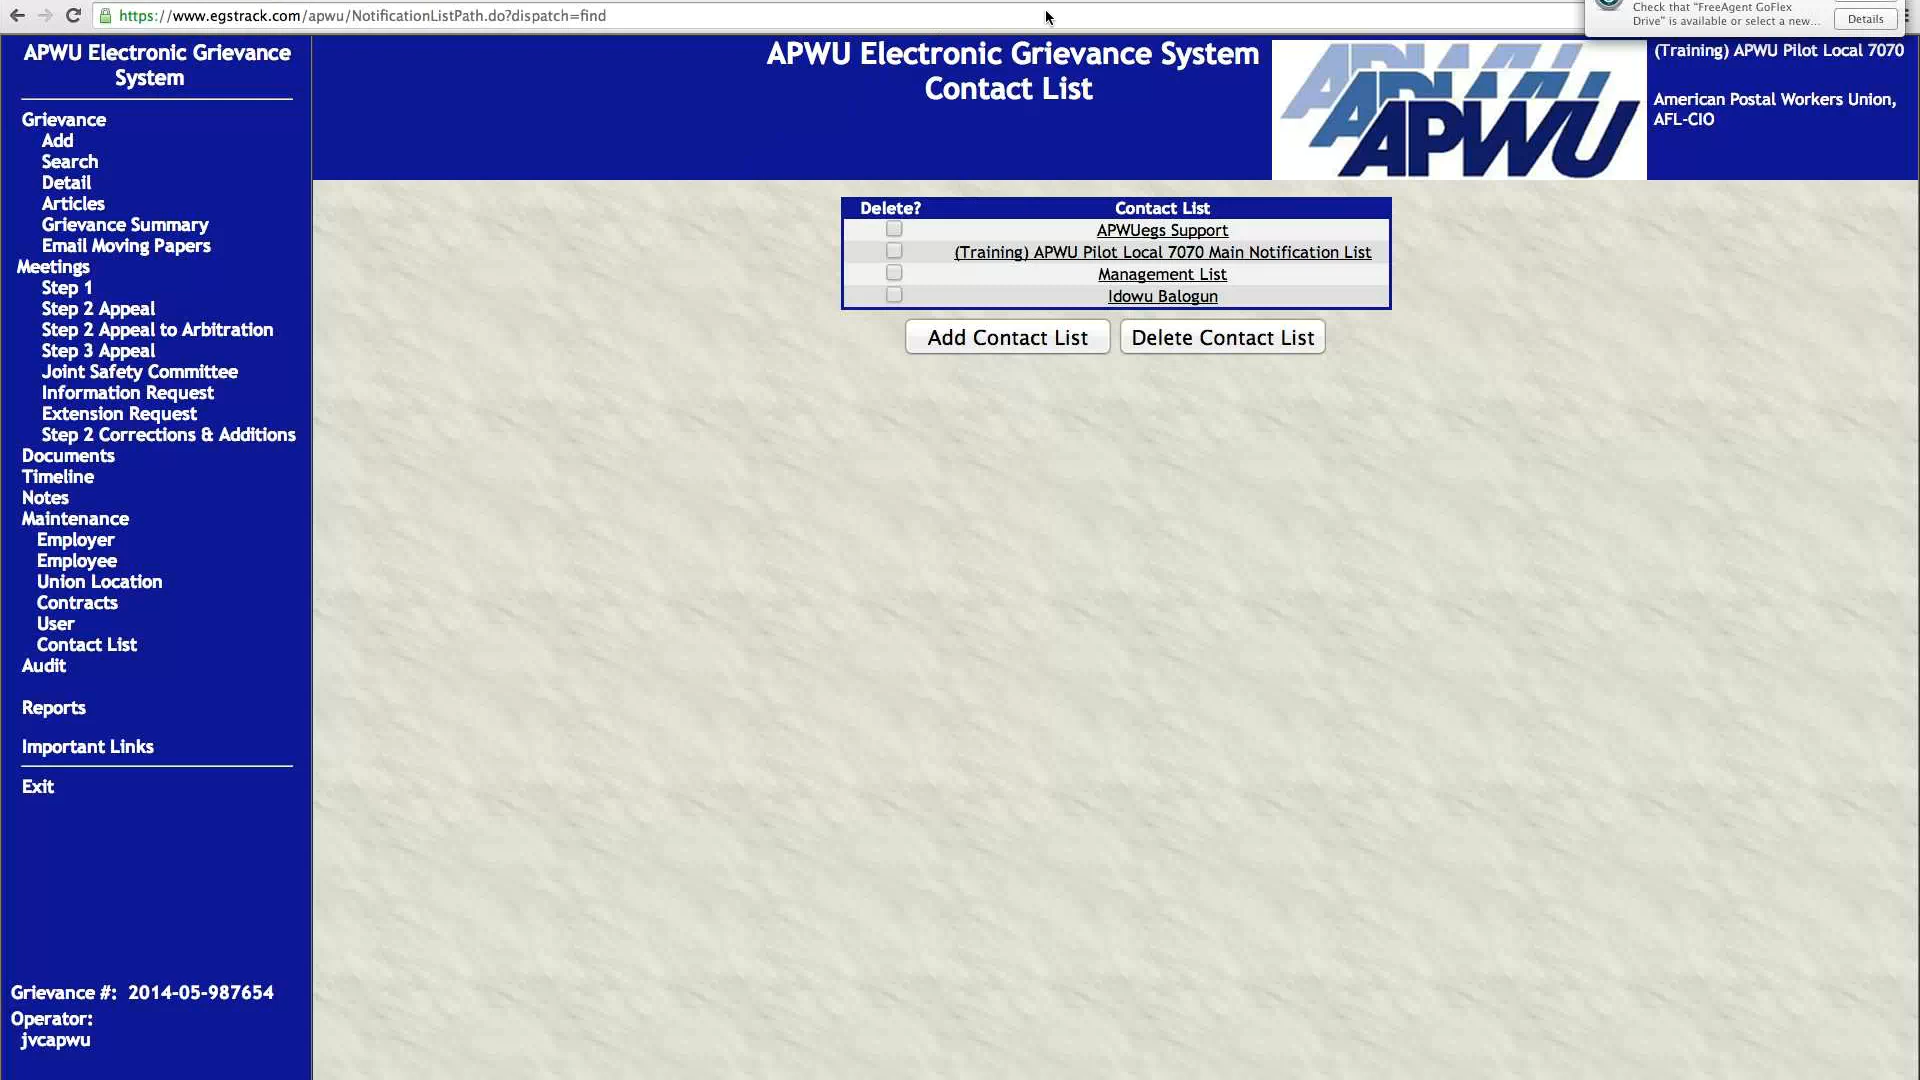 https://www.egstrack.com/apwu/NotificationListPath.do?dispatch=find
Check that "FreeAgent GoFlex
Drive" is available or select a new...
Details
APWU Electronic Grievance
System
Grievance
Add
Search
Detail
Articles
Grievance Summary
Email Moving Papers
Meetings
Step 1
Step 2 Appeal
Step 2 Appeal to Arbitration
Step 3 Appeal
Joint Safety Committee
Information Request
Extension Request
Step 2 Corrections & Additions
Documents
Timeline
Notes
Maintenance
Employer
Employee
Union Location
Contracts
User
Contact List
Audit
Reports
Important Links
Exit
Grievance #: 2014-05-987654
Operator:
jvcapwu
APWU Electronic Grievance System
Contact List
APWU
(Training) APWU Pilot Local 7070
American Postal Workers Union,
AFL-CIO
Delete? Contact List
APWUegs Support
(Training) APWU Pilot Local 7070 Main Notification List
Management List
Idowu Balogun
Add Contact List Delete Contact List